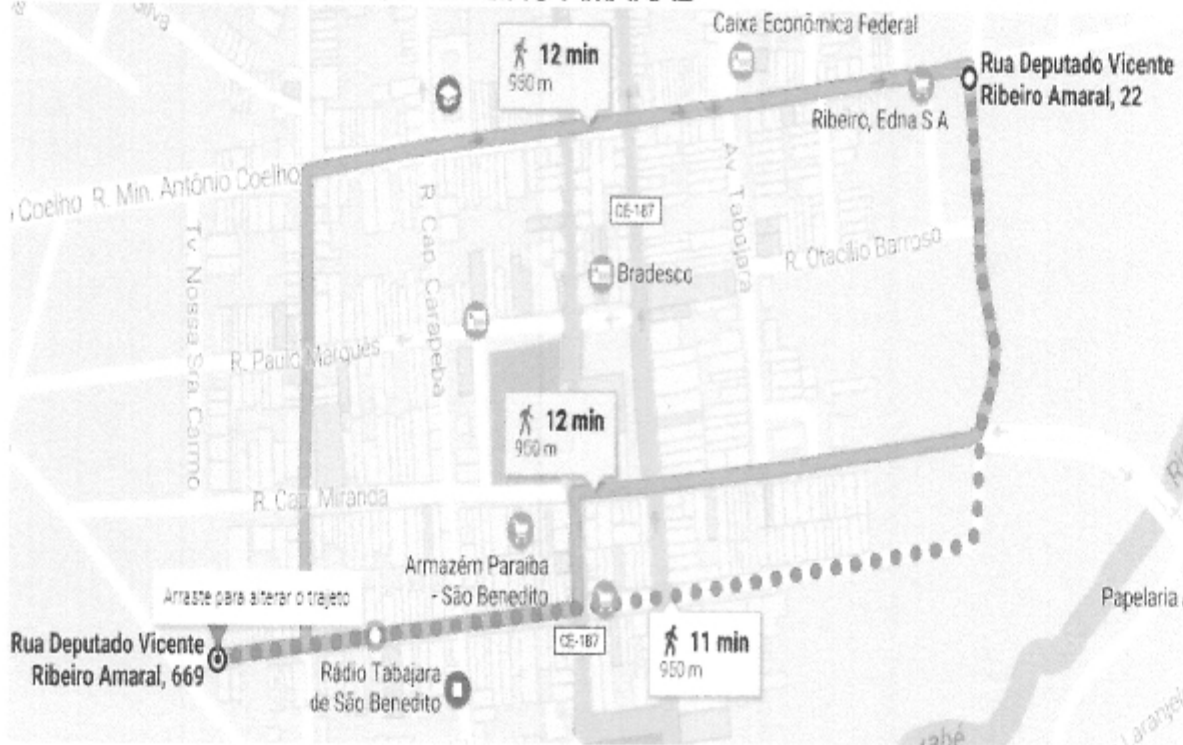 Caixa Econômica Federal
12 min
950 m
Rua Deputado Vicente
Ribeiro Amaral, 22
Ribeiro, Edna S A
Coelho R. Min. Antônio Coelho
Av. Tabajara
CE-187
R. Cap. Carapeba
Tv. Nossa Sra Carmo
R. Otacílio Barroso
Bradesco
R. Paulo Marques
12 min
950 m
R. Cap. Miranda
Armazém Paraíba
- São Benedito
Arraste para alterar o trajeto
Papelaria
Rua Deputado Vicente
Ribeiro Amaral, 669
CE-187
11 min
950 m
Rádio Tabajara
de São Benedito